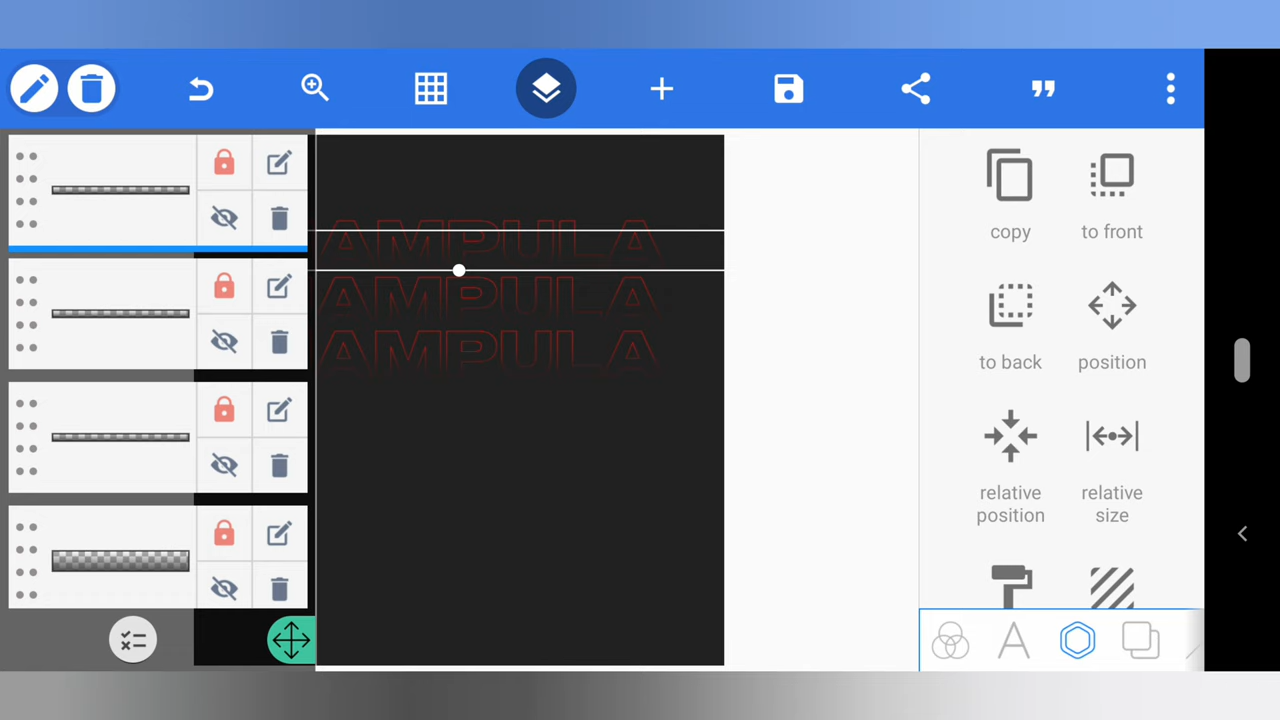 copy
to front
AMPULA
AMPULA
AMPULA
to back
position
relative
position
relative
size